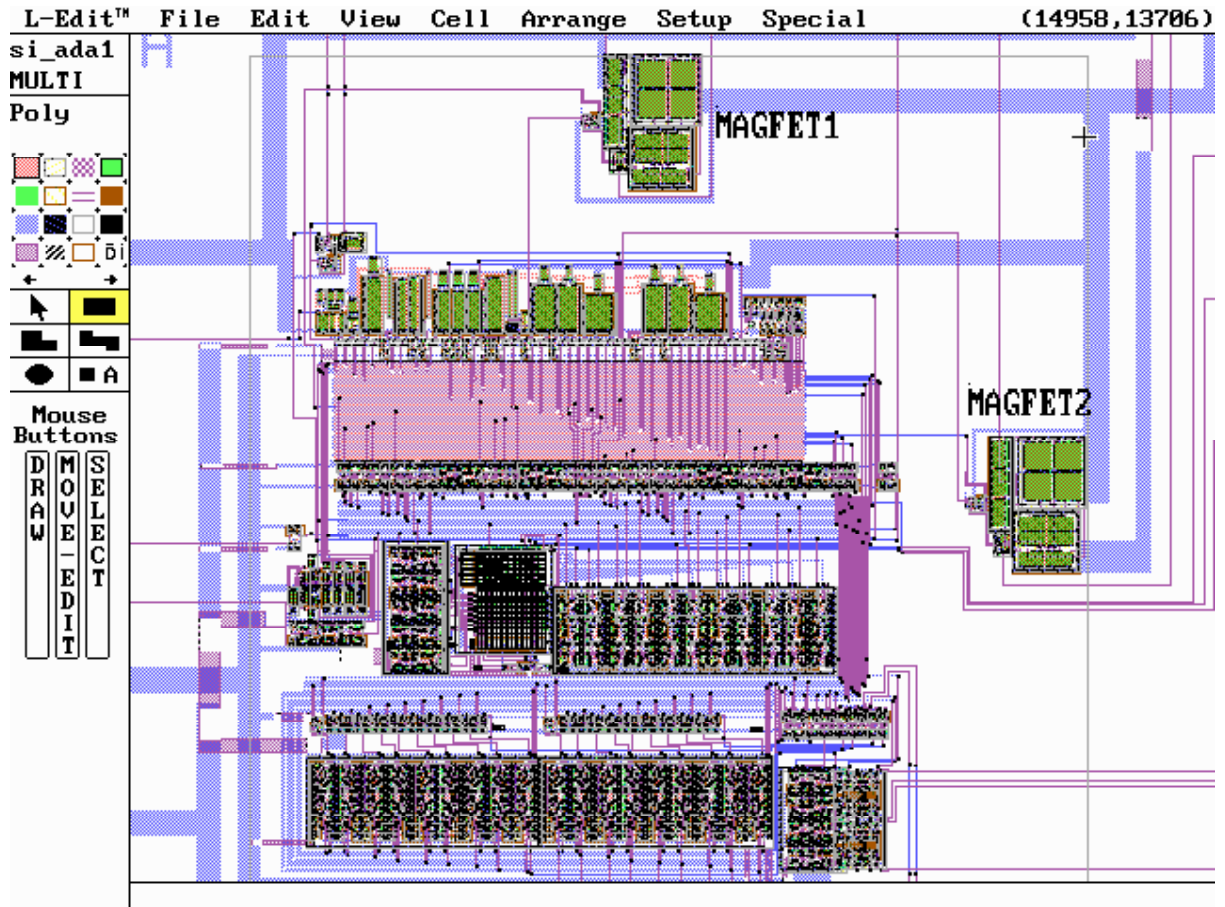 L-Edit™ File Edit View Cell Arrange Setup Special (14958,13706)
si_ada1
MULTI
Poly
DI
A
Mouse
Buttons
DRAW
MOVE-EDIT
SELECT
MAGFET1
MAGFET2